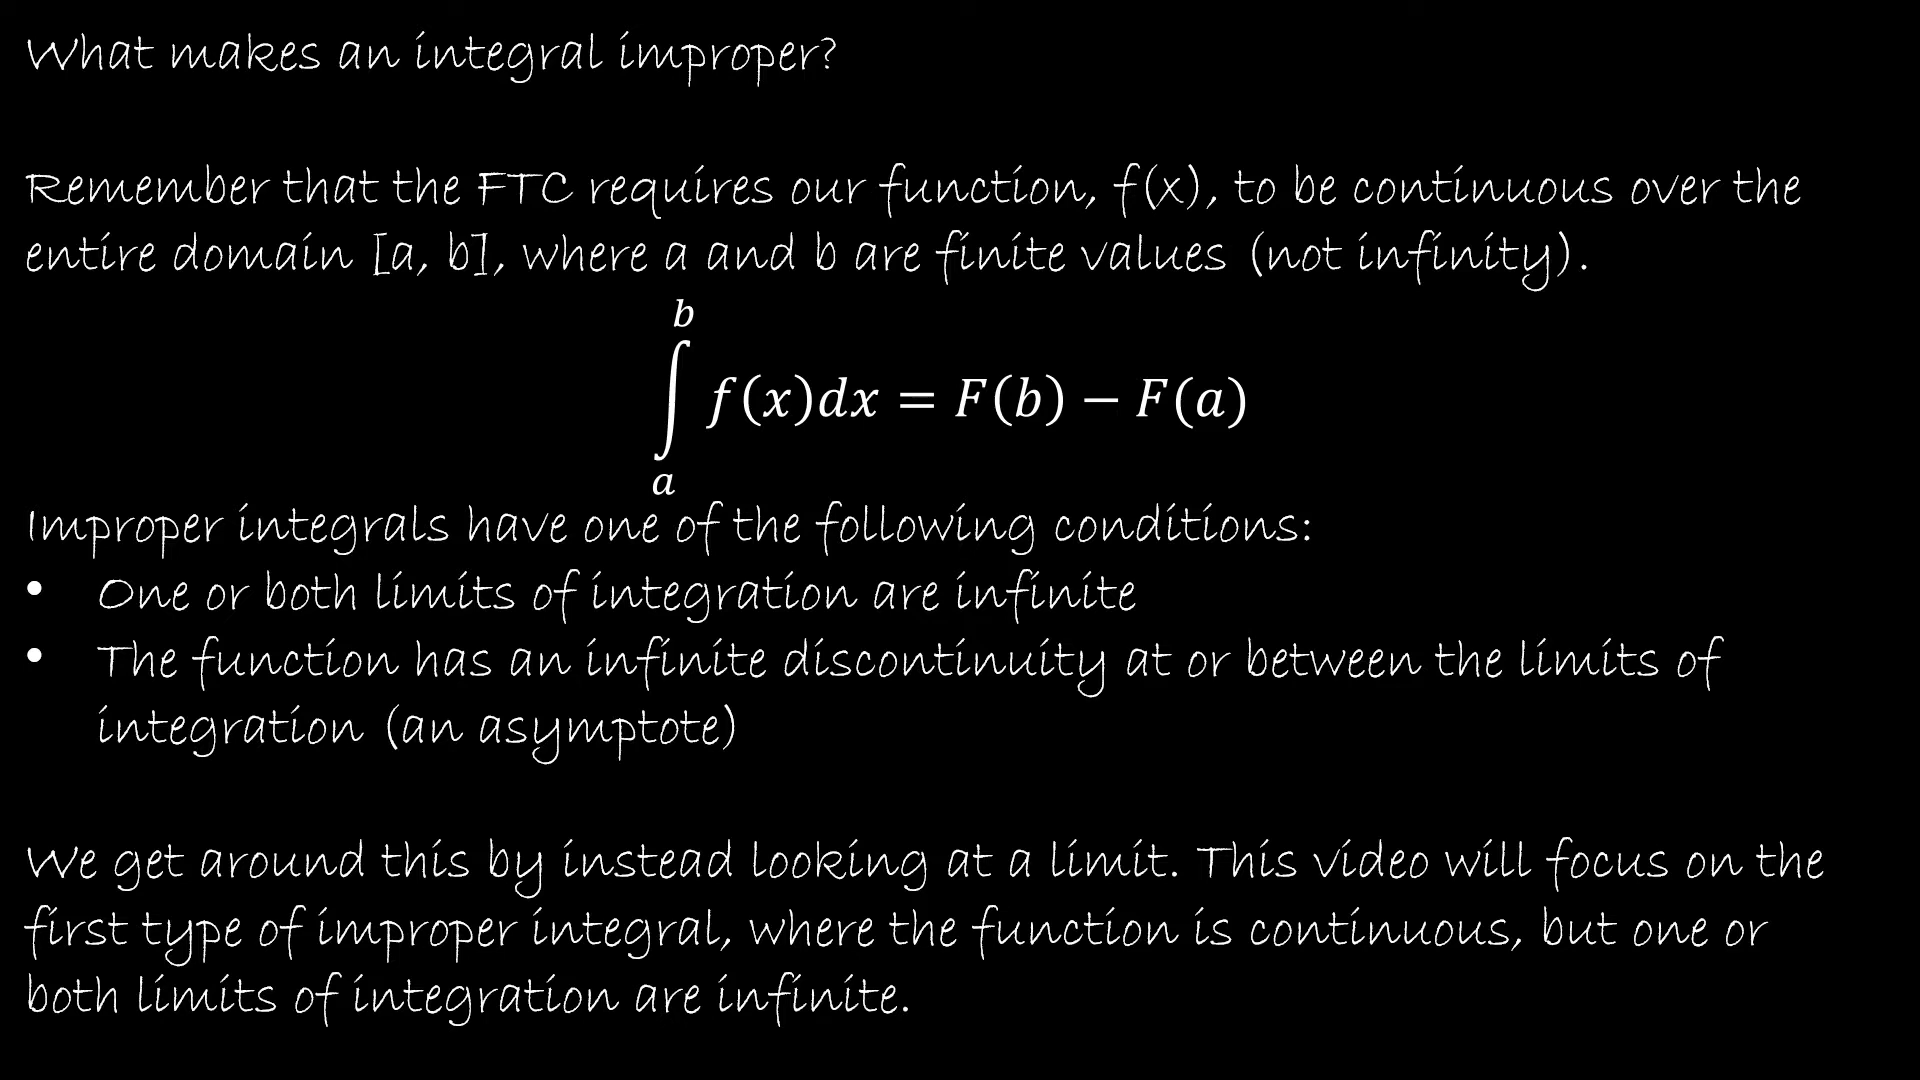 What makes an integral improper?
Remember that the FTC requires our function, f(x), to be continuous over the
entire domain [a, b], where a and b are finite values (not infinity).
b
∫ f(x)dx = F(b) − F(a)
a
Improper integrals have one of the following conditions:
• One or both limits of integration are infinite
• The function has an infinite discontinuity at or between the limits of
integration (an asymptote)
We get around this by instead looking at a limit. This video will focus on the
first type of improper integral, where the function is continuous, but one or
both limits of integration are infinite.